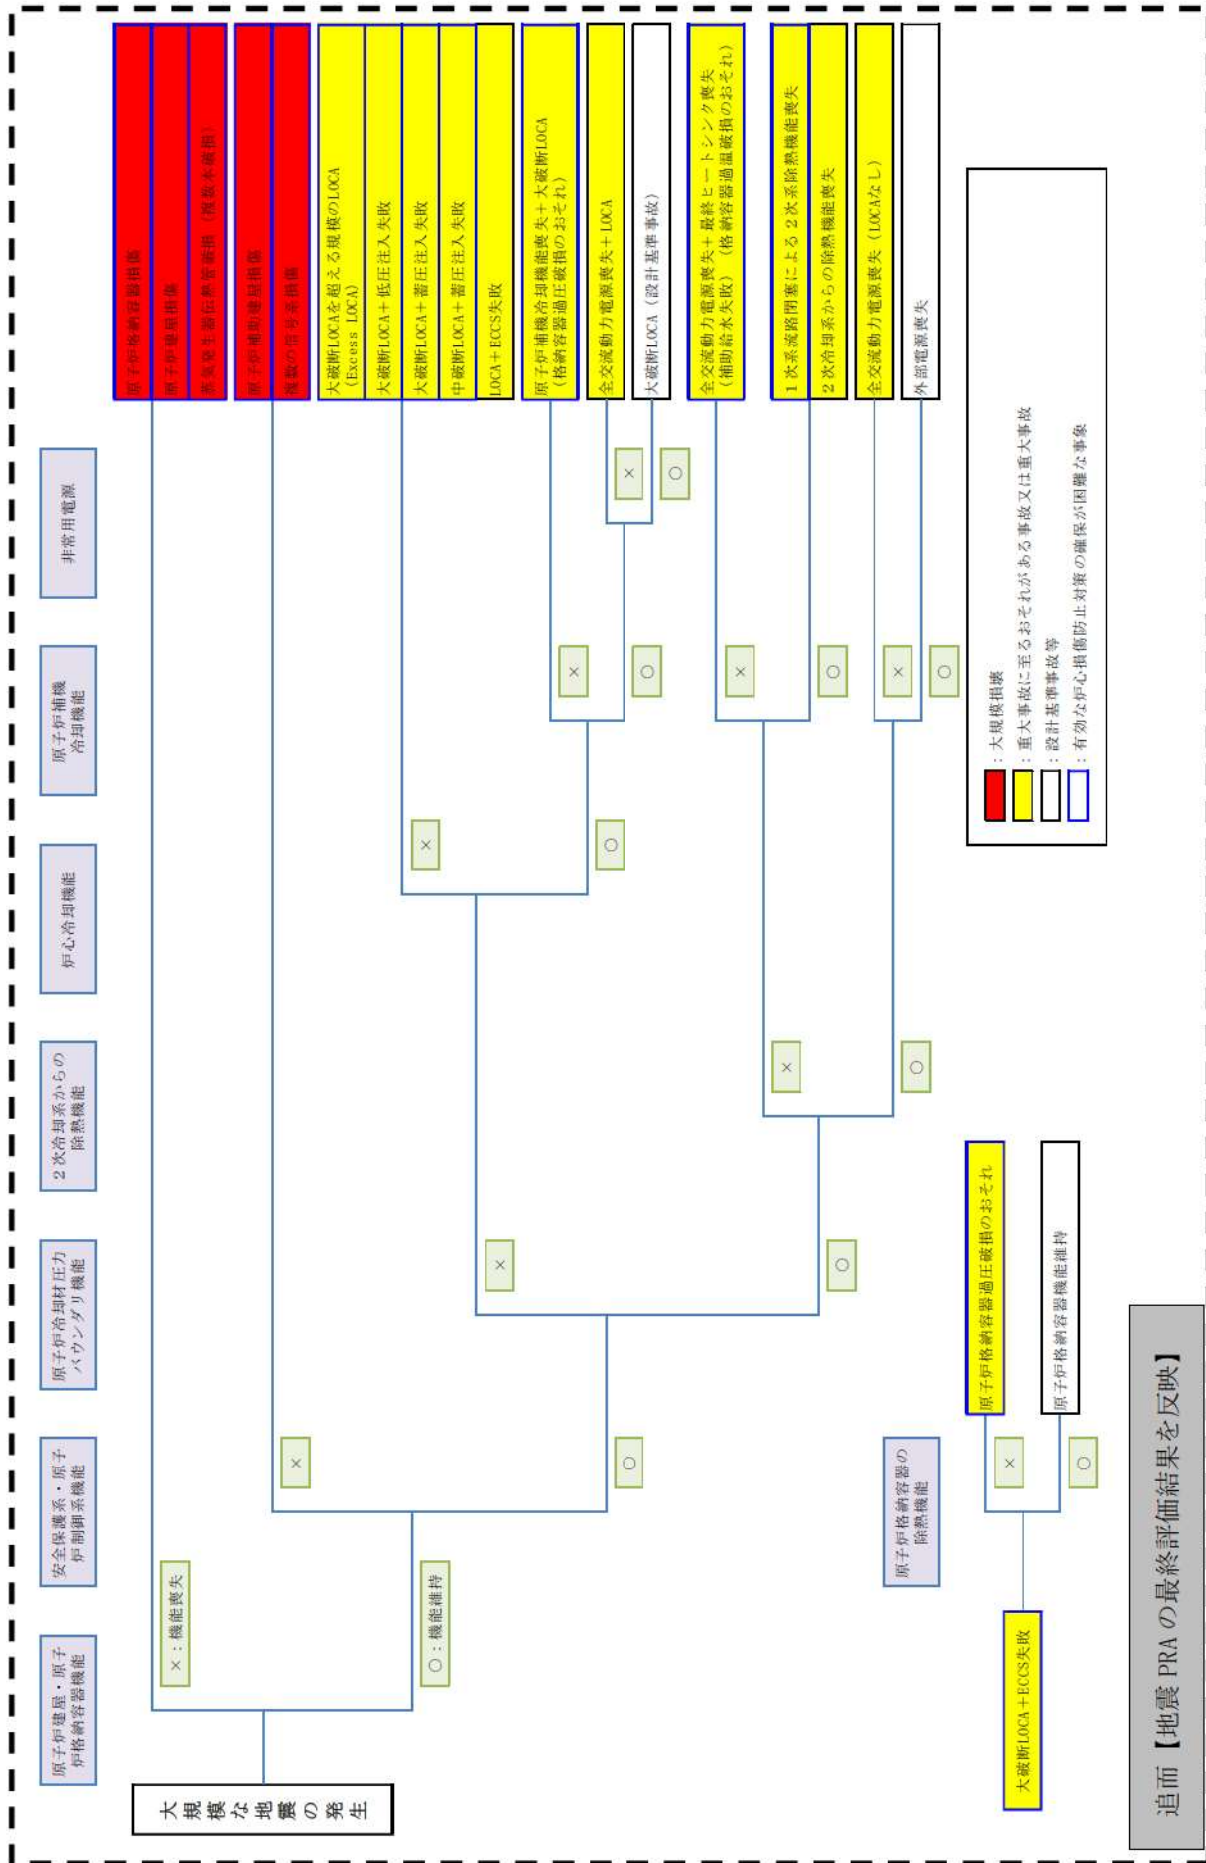 原子炉建屋・原子
炉格納容器機能
安全保護系・原子
炉制御系機能
原子炉冷却材圧力
バウンダリ機能
2次冷却系からの
除熱機能
炉心冷却機能
原子炉補機
冷却機能
非常用電源
大規模な地震の発生
×：機能喪失
○：機能維持
×
○
×
○
×
○
×
○
×
○
×
○
×
○
×
○
原子炉格納容器損傷
原子炉建屋損傷
蒸気発生器伝熱管破損（複数本破損）
原子炉補助建屋損傷
複数の信号系損傷
大破断LOCAを超える規模のLOCA
(Excess LOCA)
大破断LOCA＋低圧注入失敗
大破断LOCA＋蓄圧注入失敗
中破断LOCA＋蓄圧注入失敗
LOCA＋ECCS失敗
原子炉補機冷却機能喪失＋大破断LOCA
（格納容器過圧破損のおそれ）
全交流動力電源喪失＋LOCA
大破断LOCA（設計基準事故）
全交流動力電源喪失＋最終ヒートシンク喪失
（補助給水失敗）（格納容器過温破損のおそれ）
1次系流路閉塞による2次系除熱機能喪失
2次冷却系からの除熱機能喪失
全交流動力電源喪失（LOCAなし）
外部電源喪失
原子炉格納容器の
除熱機能
大破断LOCA＋ECCS失敗
×
○
原子炉格納容器過圧破損のおそれ
原子炉格納容器機能維持
：大規模損壊
：重大事故に至るおそれがある事故又は重大事故
：設計基準事故等
：有効な炉心損傷防止対策の確保が困難な事象
追而【地震 PRA の最終評価結果を反映】